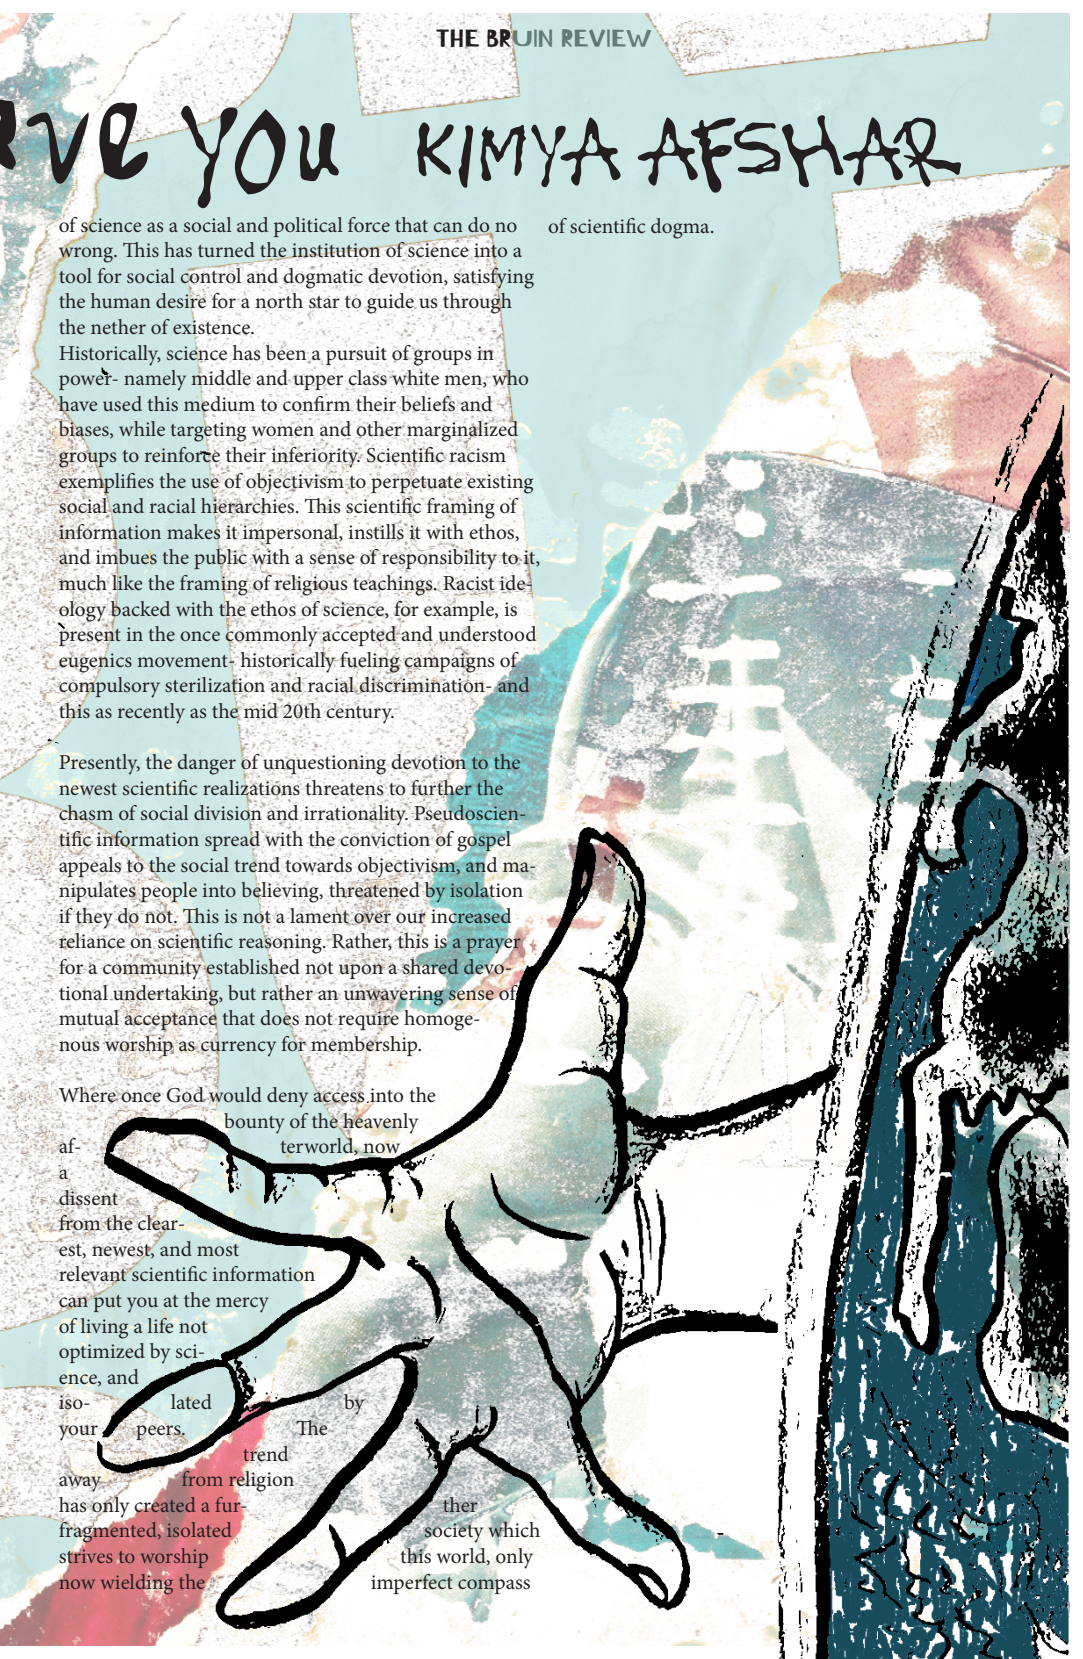 THE BRUIN REVIEW
rve you KIMYA AFSHAR
of science as a social and political force that can do no
wrong. This has turned the institution of science into a
tool for social control and dogmatic devotion, satisfying
the human desire for a north star to guide us through
the nether of existence.
Historically, science has been a pursuit of groups in
power- namely middle and upper class white men, who
have used this medium to confirm their beliefs and
biases, while targeting women and other marginalized
groups to reinforce their inferiority. Scientific racism
exemplifies the use of objectivism to perpetuate existing
social and racial hierarchies. This scientific framing of
information makes it impersonal, instills it with ethos,
and imbues the public with a sense of responsibility to it,
much like the framing of religious teachings. Racist ide-
ology backed with the ethos of science, for example, is
present in the once commonly accepted and understood
eugenics movement- historically fueling campaigns of
compulsory sterilization and racial discrimination- and
this as recently as the mid 20th century.
Presently, the danger of unquestioning devotion to the
newest scientific realizations threatens to further the
chasm of social division and irrationality. Pseudoscien-
tific information spread with the conviction of gospel
appeals to the social trend towards objectivism, and ma-
nipulates people into believing, threatened by isolation
if they do not. This is not a lament over our increased
reliance on scientific reasoning. Rather, this is a prayer
for a community established not upon a shared devo-
tional undertaking, but rather an unwavering sense of
mutual acceptance that does not require homoge-
nous worship as currency for membership.
Where once God would deny access into the
bounty of the heavenly
af- terworld, now
a
dissent
from the clear-
est, newest, and most
relevant scientific information
can put you at the mercy
of living a life not
optimized by sci-
ence, and
iso- lated by
your peers. The
trend
away from religion
has only created a fur- ther
fragmented, isolated society which
strives to worship this world, only
now wielding the imperfect compass
of scientific dogma.